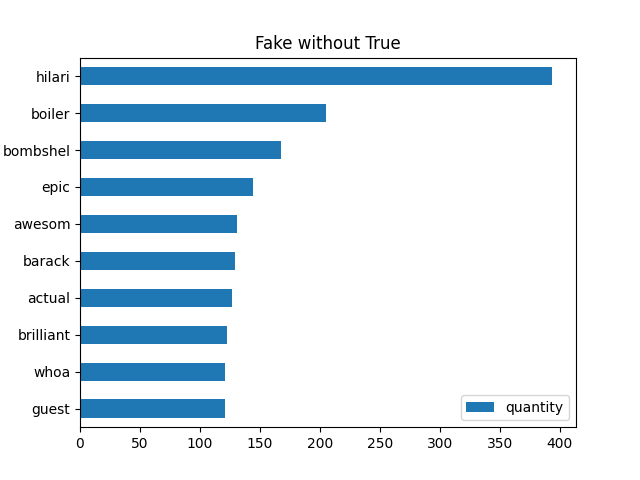 Fake without True
hilari
boiler
bombshel
epic
awesom
barack
actual
brilliant
whoa
guest
quantity
0 50 100 150 200 250 300 350 400